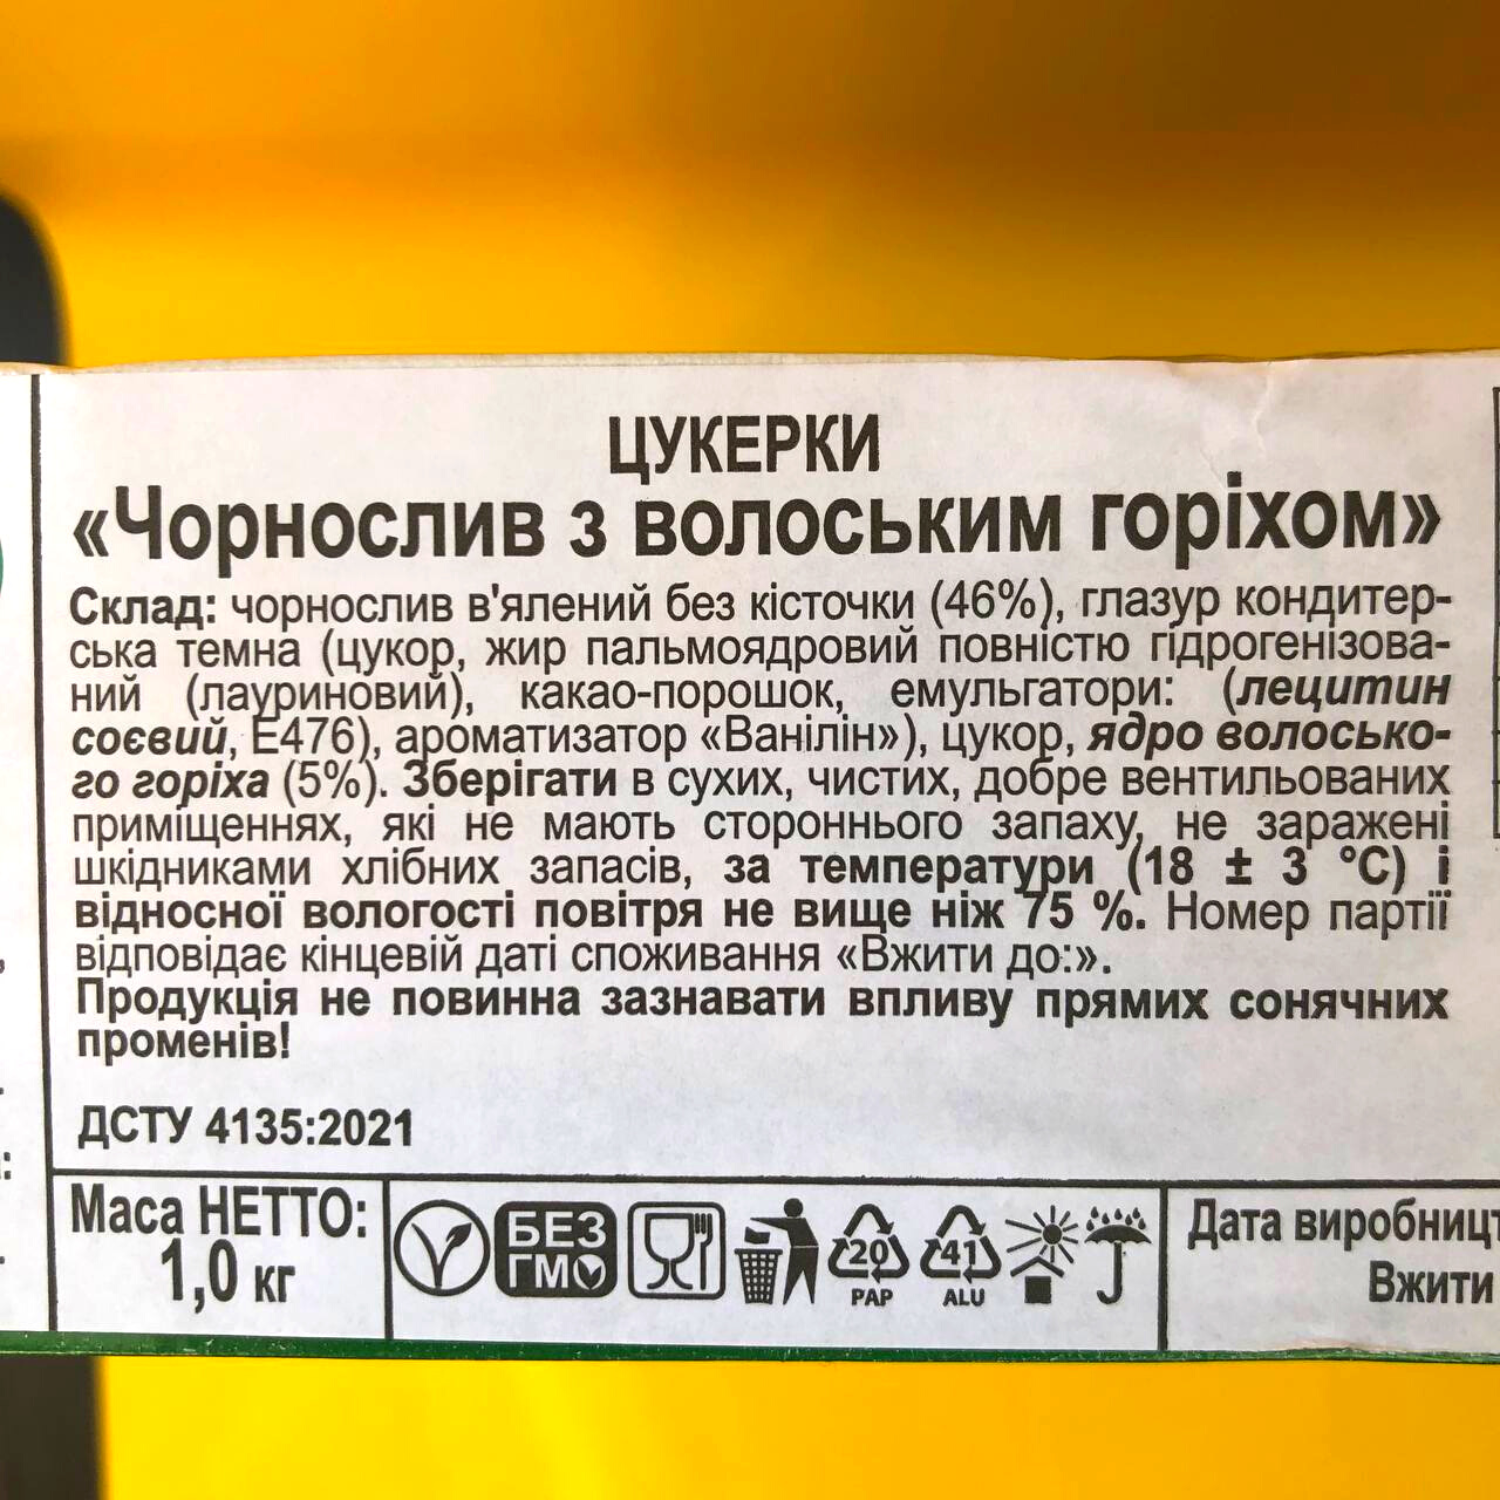 ЦУКЕРКИ
«Чорнослив з волоським горіхом»
Склад: чорнослив в'ялений без кісточки (46%), глазур кондитер-
ська темна (цукор, жир пальмоядровий повністю гідрогенізова-
ний (лауриновий), какао-порошок, емульгатори: (лецитин
соєвий, Е476), ароматизатор «Ванілін»), цукор, ядро волосько-
го горіха (5%). Зберігати в сухих, чистих, добре вентильованих
приміщеннях, які не мають стороннього запаху, не заражені
шкідниками хлібних запасів, за температури (18 ± 3 °С) і
відносної вологості повітря не вище ніж 75 %. Номер партії
відповідає кінцевій даті споживання «Вжити до:».
Продукція не повинна зазнавати впливу прямих сонячних
променів!
ДСТУ 4135:2021
Маса НЕТТО:
1,0 кг
БЕЗ
ГМО
20
PAP
41
ALU
Дата виробницт
Вжити